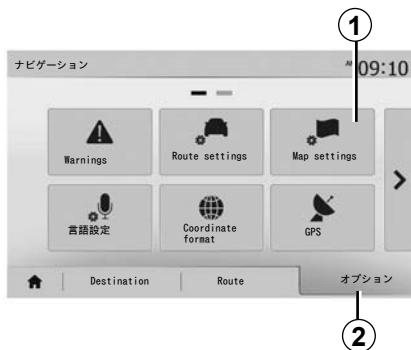 1
ナビゲーション
AM 09:10
Warnings
Route settings
Map settings
言語設定
Coordinate
format
GPS
Destination
Route
オプション
2